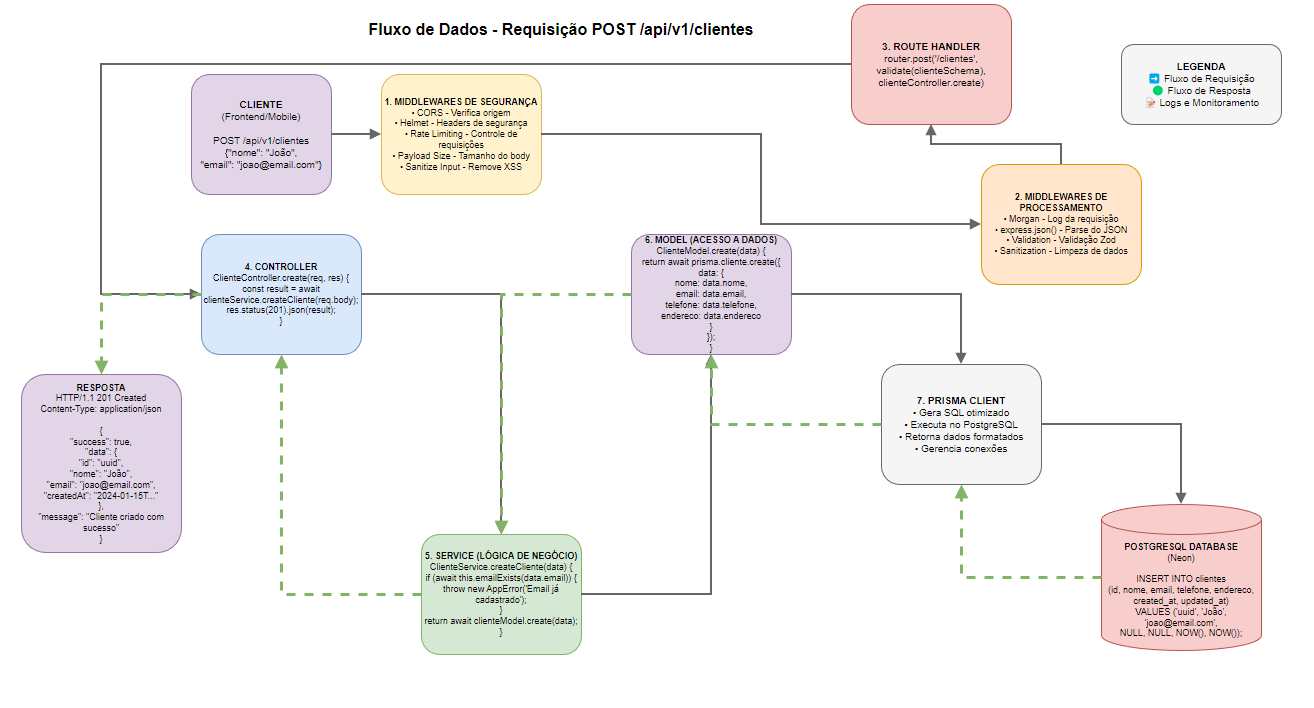 Fluxo de Dados - Requisição POST /api/v1/clientes
3. ROUTE HANDLER
router.post('/clientes',
validate(clienteSchema),
clienteController.create)
LEGENDA
➡️ Fluxo de Requisição
🟢 Fluxo de Resposta
📝 Logs e Monitoramento
CLIENTE
(Frontend/Mobile)
POST /api/v1/clientes
{"nome": "João",
"email": "joao@email.com"}
1. MIDDLEWARES DE SEGURANÇA
• CORS - Verifica origem
• Helmet - Headers de segurança
• Rate Limiting - Controle de
requisições
• Payload Size - Tamanho do body
• Sanitize Input - Remove XSS
2. MIDDLEWARES DE
PROCESSAMENTO
• Morgan - Log da requisição
• express.json() - Parse do JSON
• Validation - Validação Zod
• Sanitization - Limpeza de dados
4. CONTROLLER
ClienteController.create(req, res) {
const result = await
clienteService.createCliente(req.body);
res.status(201).json(result);
}
6. MODEL (ACESSO A DADOS)
ClienteModel.create(data) {
return await prisma.cliente.create({
data: {
nome: data.nome,
email: data.email,
telefone: data.telefone,
endereco: data.endereco
}
});
}
RESPOSTA
HTTP/1.1 201 Created
Content-Type: application/json
{
"success": true,
"data": {
"id": "uuid",
"nome": "João",
"email": "joao@email.com",
"createdAt": "2024-01-15T..."
},
"message": "Cliente criado com
sucesso"
}
7. PRISMA CLIENT
• Gera SQL otimizado
• Executa no PostgreSQL
• Retorna dados formatados
• Gerencia conexões
5. SERVICE (LÓGICA DE NEGÓCIO)
ClienteService.createCliente(data) {
if (await this.emailExists(data.email)) {
throw new AppError('Email já
cadastrado');
}
return await clienteModel.create(data);
}
POSTGRESQL DATABASE
(Neon)
INSERT INTO clientes
(id, nome, email, telefone, endereco,
created_at, updated_at)
VALUES ('uuid', 'João',
'joao@email.com',
NULL, NULL, NOW(), NOW());